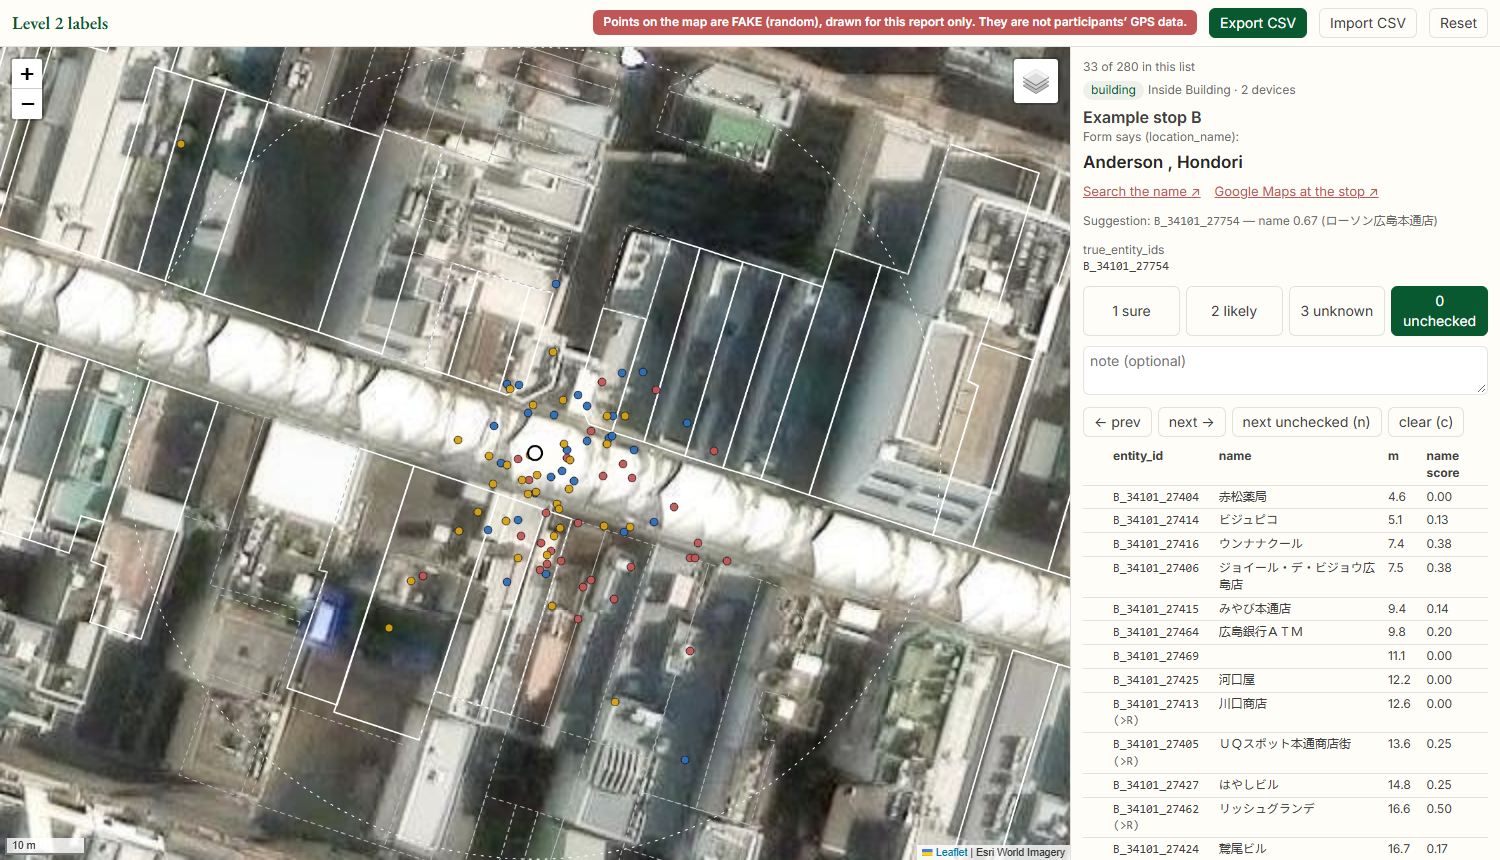 Level 2 labels
Points on the map are FAKE (random), drawn for this report only. They are not participants’ GPS data.
Export CSV
Import CSV
Reset
+
−
10 m
Leaflet | Esri World Imagery
33 of 280 in this list
building Inside Building · 2 devices
Example stop B
Form says (location_name):
Anderson , Hondori
Search the name ↗ Google Maps at the stop ↗
Suggestion: B_34101_27754 — name 0.67 (ローソン広島本通店)
true_entity_ids
B_34101_27754
1 sure
2 likely
3 unknown
0 unchecked
note (optional)
← prev
next →
next unchecked (n)
clear (c)
entity_id name m name score
B_34101_27404 赤松薬局 4.6 0.00
B_34101_27414 ビジュピコ 5.1 0.13
B_34101_27416 ウンナナクール 7.4 0.38
B_34101_27406 ジョイール・デ・ビジョウ広島店 7.5 0.38
B_34101_27415 みやび本通店 9.4 0.14
B_34101_27464 広島銀行ＡＴＭ 9.8 0.20
B_34101_27469 11.1 0.00
B_34101_27425 河口屋 12.2 0.00
B_34101_27413 (>R) 川口商店 12.6 0.00
B_34101_27405 (>R) ＵＱスポット本通商店街 13.6 0.25
B_34101_27427 はやしビル 14.8 0.25
B_34101_27462 (>R) リッシュグランデ 16.6 0.50
B_34101_27424 鷲尾ビル 16.7 0.17